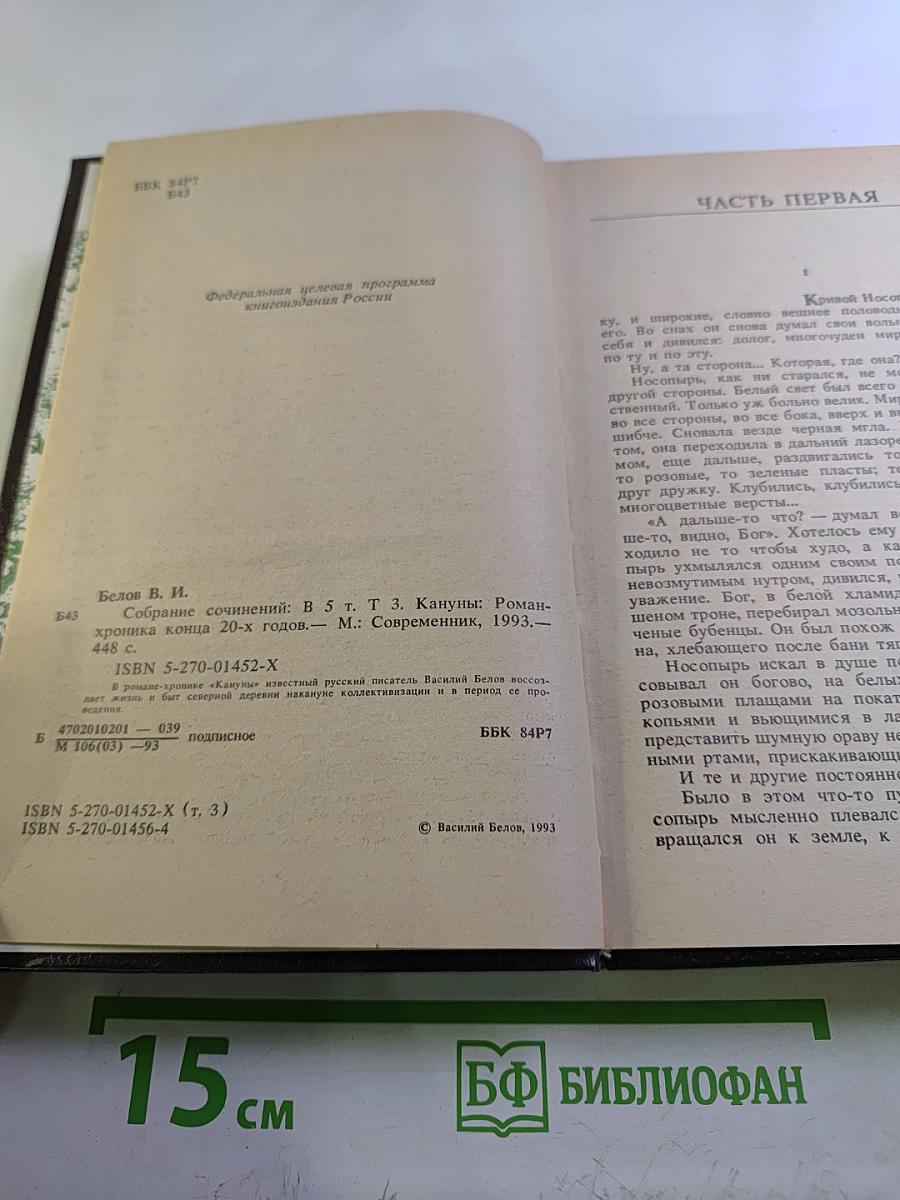 ББК 84Р7
Б43
Федеральная целевая программа
книгоиздания России
Белов В. И.
Б43 Собрание сочинений: В 5 т. Т 3. Кануны: Роман-
хроника конца 20-х годов.— М.: Современник, 1993.—
448 с.
ISBN 5-270-01452-X
В романе-хронике «Кануны» известный русский писатель Василий Белов воссоз-
дает жизнь и быт северной деревни накануне коллективизации и в период ее про-
ведения.
Б 4702010201 — 039
М 106(03) —93 подписное ББК 84Р7
ISBN 5-270-01452-X (т. 3)
ISBN 5-270-01456-4
© Василий Белов, 1993
ЧАСТЬ ПЕРВАЯ
1
Кривой Носо
ку, и широкие, словно вешнее половод
его. Во снах он снова думал свои воль
себя и дивился: долог, многочуден мир
по ту и по эту.
Ну, а та сторона... Которая, где она?
Носопырь, как ни старался, не м
другой стороны. Белый свет был всего
ственный. Только уж больно велик. Ми
во все стороны, во все бока, вверх и в
шибче. Сновала везде черная мгла.
том, она переходила в дальний лазоре
мом, еще дальше, раздвигались то
то розовые, то зеленые пласты; те
друг дружку. Клубились, клубились
многоцветные версты...
«А дальше-то что? — думал в
ше-то, видно, Бог». Хотелось ему
ходило не то чтобы худо, а ка
пырь ухмылялся одним своим п
невозмутимым нутром, дивился,
уважение. Бог, в белой хламид
шеном троне, перебирал мозольн
ченые бубенцы. Он был похож
на, хлебающего после бани тя
Носопырь искал в душе по
совывал он богово, на белых
розовыми плащами на покат
копьями и вьющимися в ла
представить шумную ораву не
ными ртами, прискакивающи
И те и другие постоянно
Было в этом что-то пу
сопырь мысленно плевалс
вращался он к земле, к
15 см
БФ БИБЛИОФАН